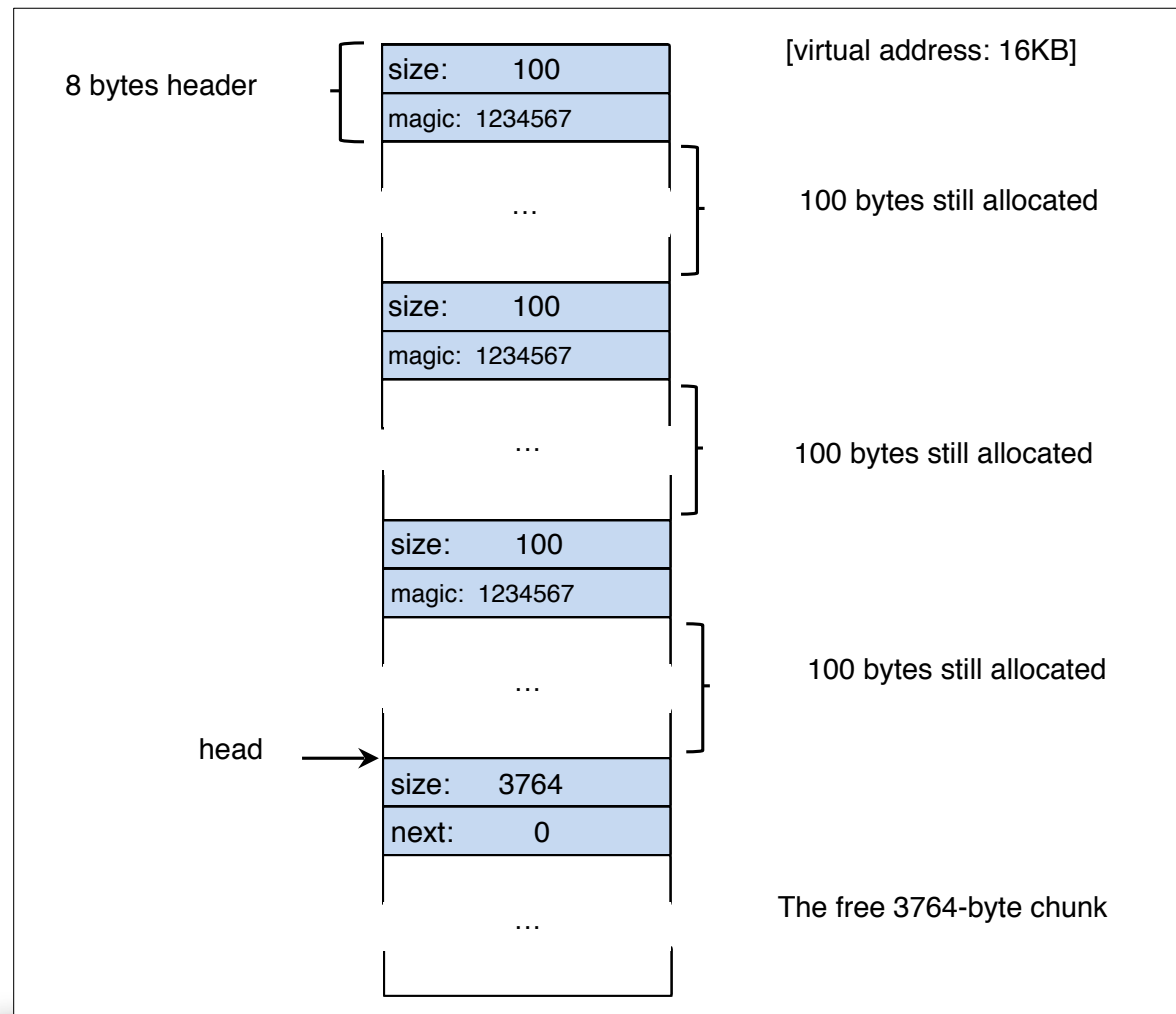 [virtual address: 16KB]
size: 100
8 bytes header
magic: 1234567
100 bytes still allocated
...
size: 100
magic: 1234567
...
100 bytes still allocated
size: 100
magic: 1234567
100 bytes still allocated
...
head
size: 3764
next: 0
The free 3764-byte chunk
...